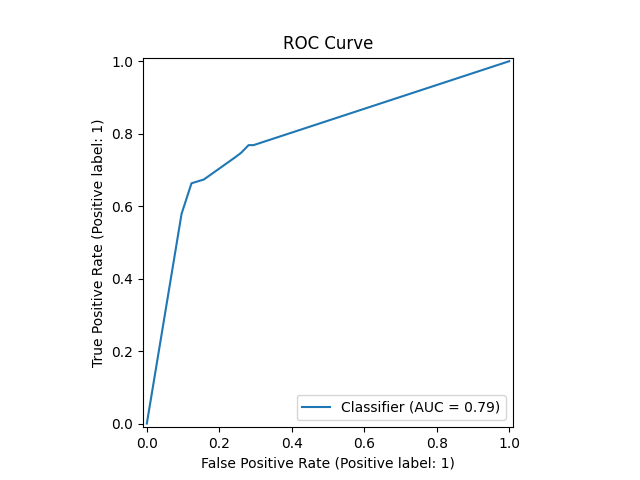 ROC Curve
True Positive Rate (Positive label: 1)
1.0
0.8
0.6
0.4
0.2
0.0
Classifier (AUC = 0.79)
0.0 0.2 0.4 0.6 0.8 1.0
False Positive Rate (Positive label: 1)